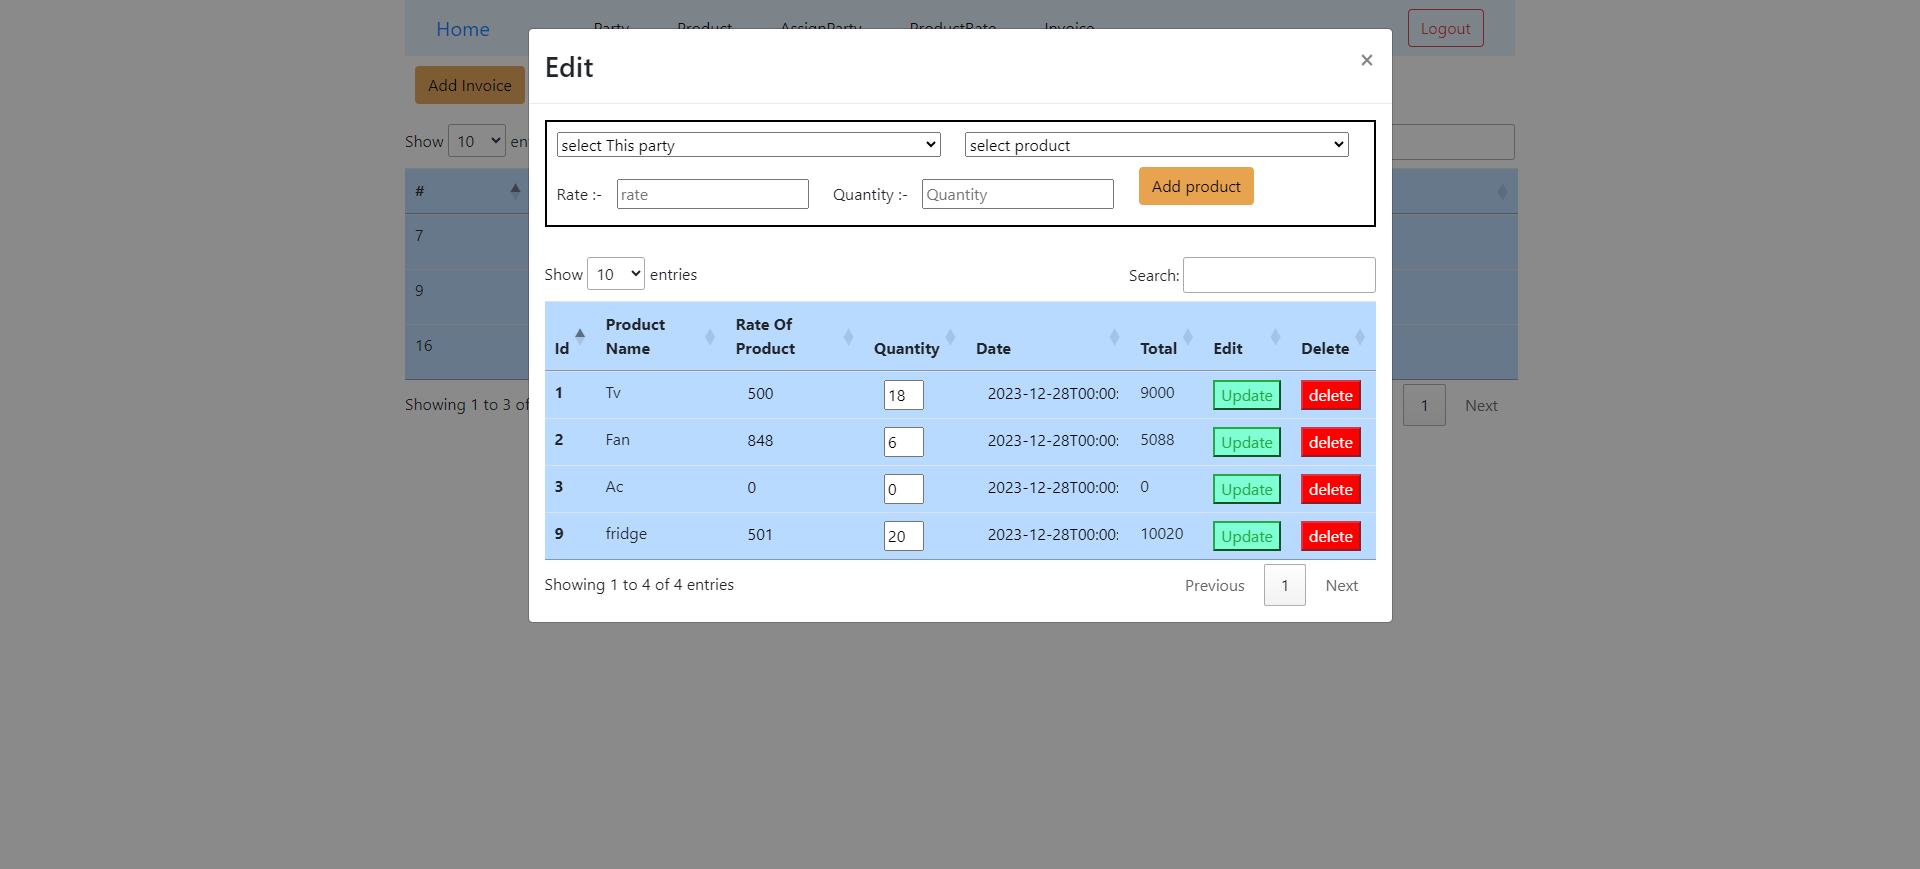 Home Party Product AssignParty ProductRate Invoice Logout
Edit ×
Add Invoice
select This party select product
Show 10 en
Rate :- rate Quantity :- Quantity Add product
#
7
Show 10 entries Search:
9
Id Product Name Rate Of Product Quantity Date Total Edit Delete
16
1 Tv 500 18 2023-12-28T00:00: 9000 Update delete
Showing 1 to 3 of 1 Next
2 Fan 848 6 2023-12-28T00:00: 5088 Update delete
3 Ac 0 0 2023-12-28T00:00: 0 Update delete
9 fridge 501 20 2023-12-28T00:00: 10020 Update delete
Showing 1 to 4 of 4 entries Previous 1 Next